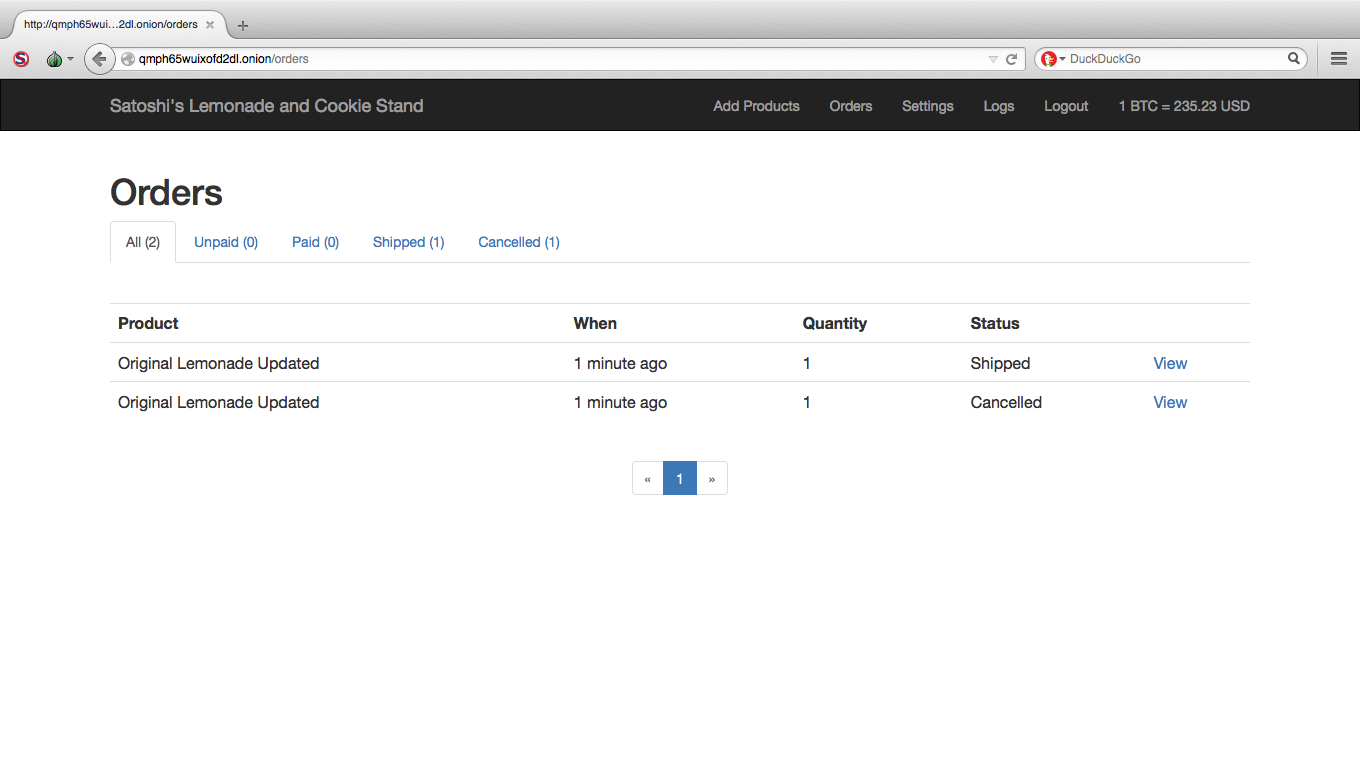 http://qmph65wui...2dl.onion/orders
qmph65wuixofd2dl.onion/orders DuckDuckGo
Satoshi's Lemonade and Cookie Stand Add Products Orders Settings Logs Logout 1 BTC = 235.23 USD
Orders
All (2) Unpaid (0) Paid (0) Shipped (1) Cancelled (1)
Product When Quantity Status
Original Lemonade Updated 1 minute ago 1 Shipped View
Original Lemonade Updated 1 minute ago 1 Cancelled View
« 1 »